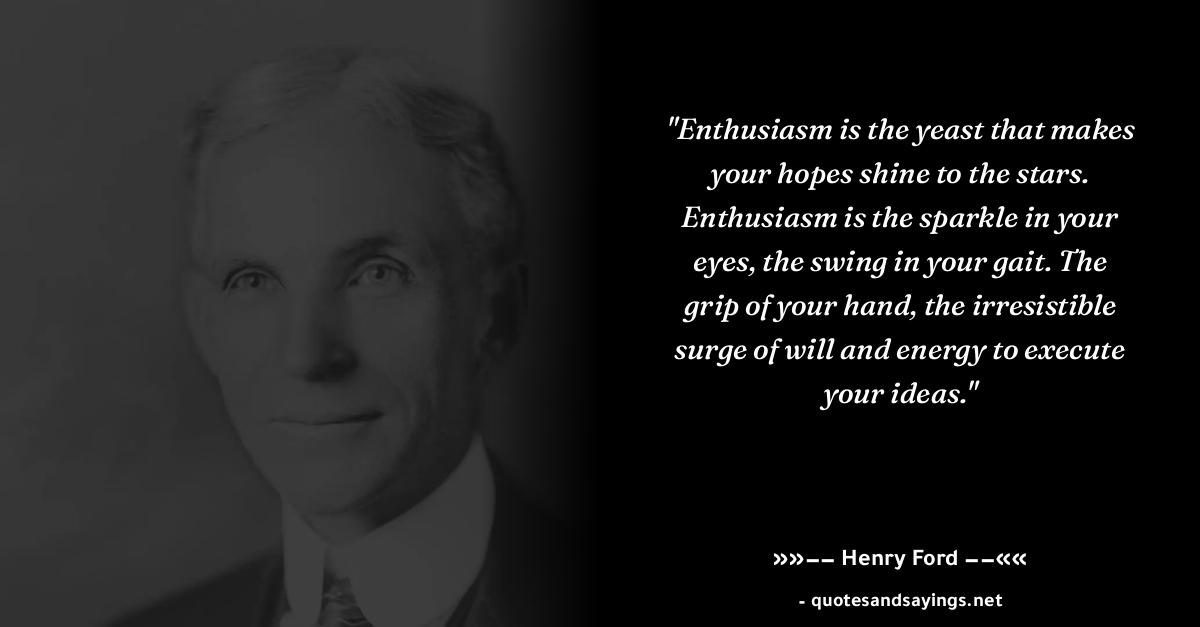 "Enthusiasm is the yeast that makes
your hopes shine to the stars.
Enthusiasm is the sparkle in your
eyes, the swing in your gait. The
grip of your hand, the irresistible
surge of will and energy to execute
your ideas."
»»−− Henry Ford −−««
- quotesandsayings.net